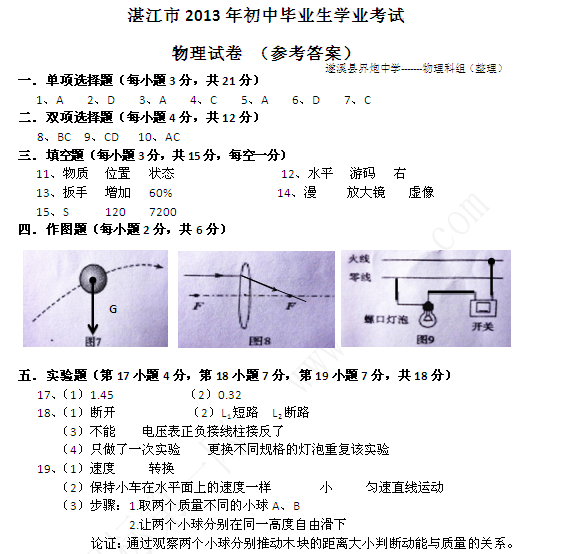 湛江市 2013 年初中毕业生学业考试
物理试卷 （参考答案）
遂溪县界炮中学-------物理科组（整理）
一．单项选择题（每小题 3 分，共 21 分）
1、A 2、D 3、A 4、C 5、A 6、D 7、C
二．双项选择题（每小题 4 分，共 12 分）
8、BC 9、CD 10、AC
三．填空题（每小题 3 分，共 15 分，每空一分）
11、物质 位置 状态 12、水平 游码 右
13、扳手 增加 60% 14、漫 放大镜 虚像
15、S 120 7200
四．作图题（每小题 2 分，共 6 分）
G
图7
F F
图8
火线
零线
螺口灯泡
开关
图9
五．实验题（第 17 小题 4 分，第 18 小题 7 分，第 19 小题 7 分，共 18 分）
17、（1）1.45 （2）0.32
18、（1）断开 （2）L₁短路 L₂断路
（3）不能 电压表正负接线柱接反了
（4）只做了一次实验 更换不同规格的灯泡重复该实验
19、（1）速度 转换
（2）保持小车在水平面上的速度一样 小 匀速直线运动
（3）步骤：1.取两个质量不同的小球 A、B
2.让两个小球分别在同一高度自由滑下
论证：通过观察两个小球分别推动木块的距离大小判断动能与质量的关系。